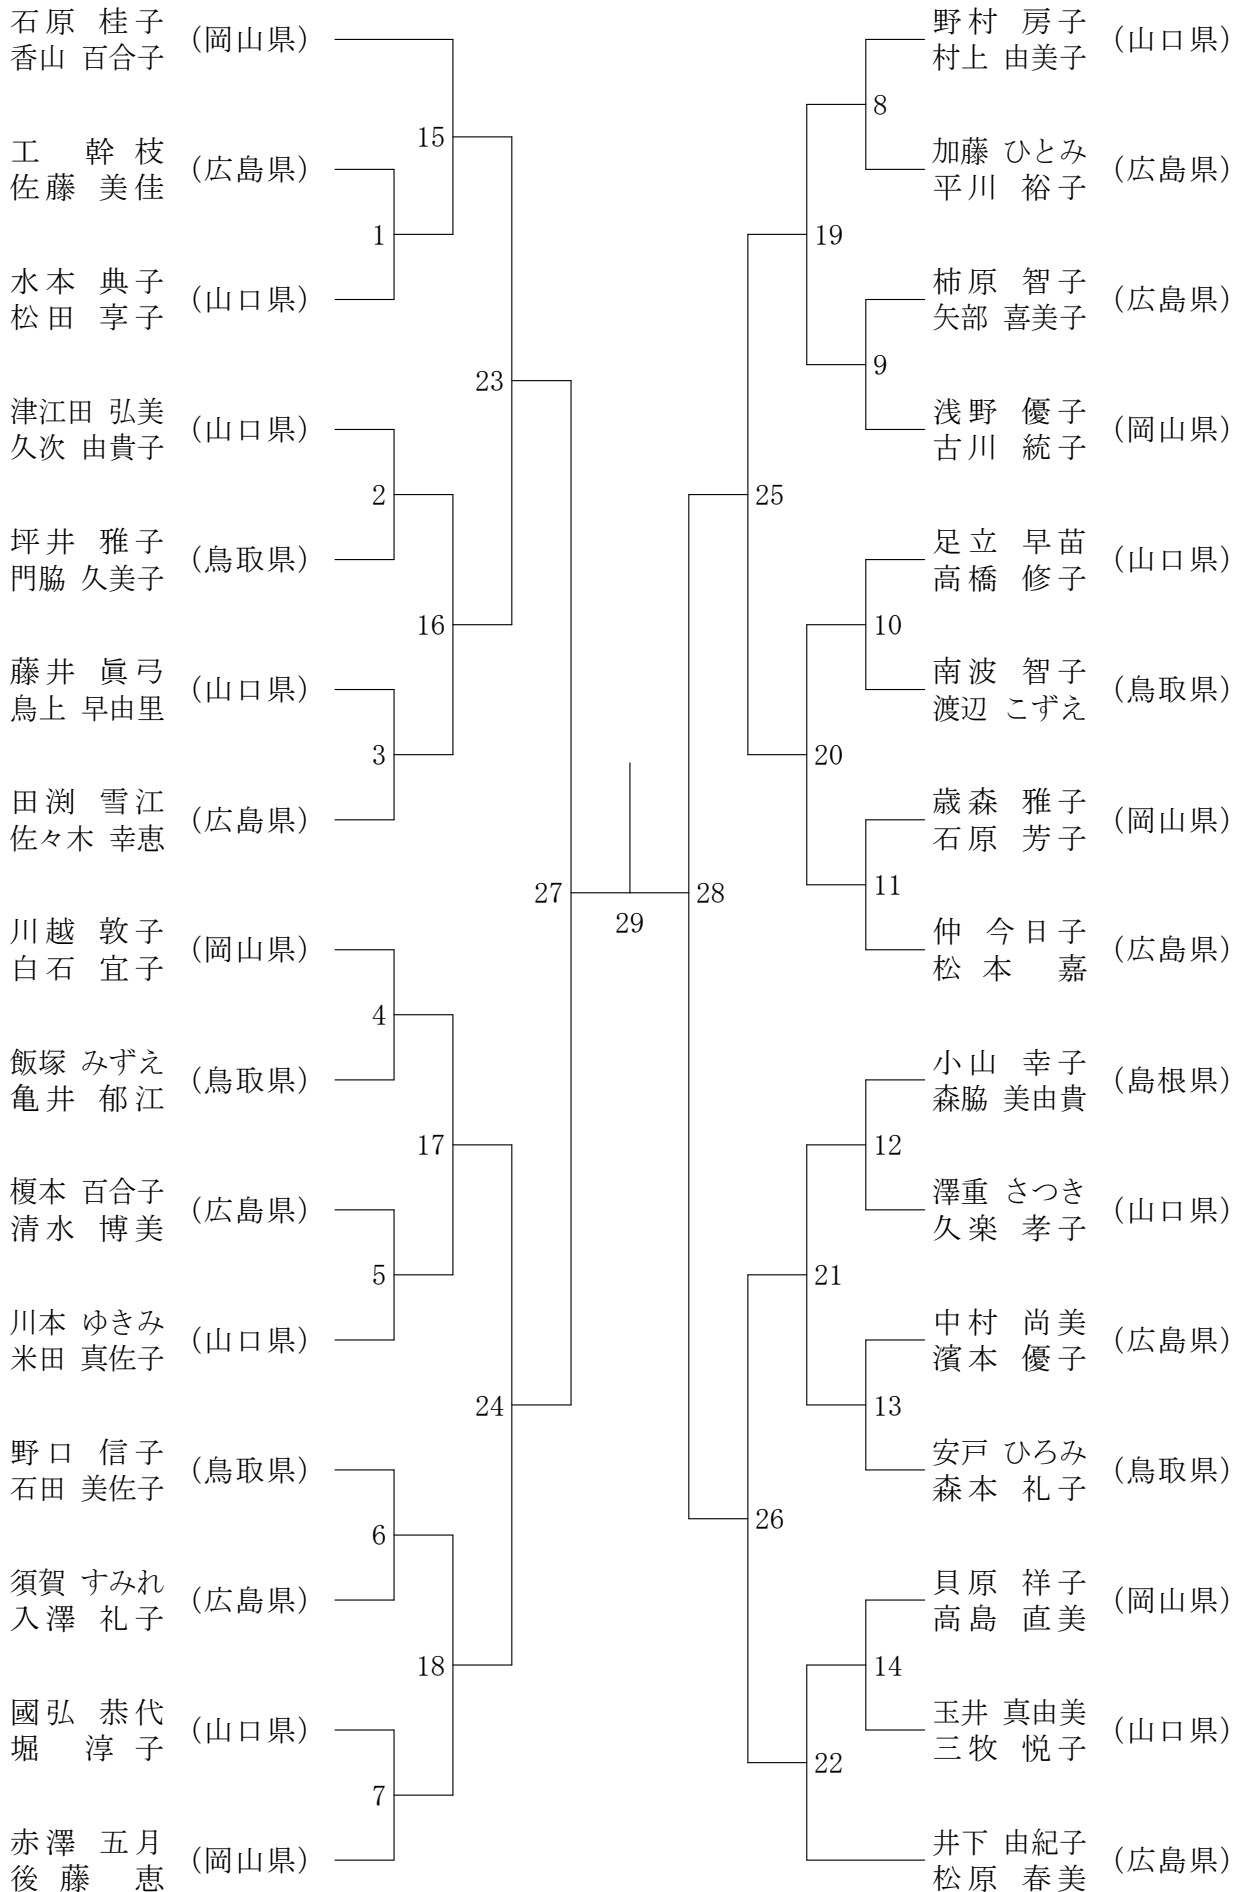 石原 桂子
香山 百合子
(岡山県)
工 幹枝
佐藤 美佳
(広島県)
水本 典子
松田 享子
(山口県)
津江田 弘美
久次 由貴子
(山口県)
坪井 雅子
門脇 久美子
(鳥取県)
藤井 眞弓
鳥上 早由里
(山口県)
田渕 雪江
佐々木 幸恵
(広島県)
川越 敦子
白石 宜子
(岡山県)
飯塚 みずえ
亀井 郁江
(鳥取県)
榎本 百合子
清水 博美
(広島県)
川本 ゆきみ
米田 真佐子
(山口県)
野口 信子
石田 美佐子
(鳥取県)
須賀 すみれ
入澤 礼子
(広島県)
國弘 恭代
堀 淳子
(山口県)
赤澤 五月
後藤 恵
(岡山県)
1
2
3
4
5
6
7
15
16
17
18
23
24
27
29
28
25
26
19
20
21
22
8
9
10
11
12
13
14
野村 房子
村上 由美子
(山口県)
加藤 ひとみ
平川 裕子
(広島県)
柿原 智子
矢部 喜美子
(広島県)
浅野 優子
古川 統子
(岡山県)
足立 早苗
高橋 修子
(山口県)
南波 智子
渡辺 こずえ
(鳥取県)
歳森 雅子
石原 芳子
(岡山県)
仲 今日子
松本 嘉
(広島県)
小山 幸子
森脇 美由貴
(島根県)
澤重 さつき
久楽 孝子
(山口県)
中村 尚美
濱本 優子
(広島県)
安戸 ひろみ
森本 礼子
(鳥取県)
貝原 祥子
高島 直美
(岡山県)
玉井 真由美
三牧 悦子
(山口県)
井下 由紀子
松原 春美
(広島県)